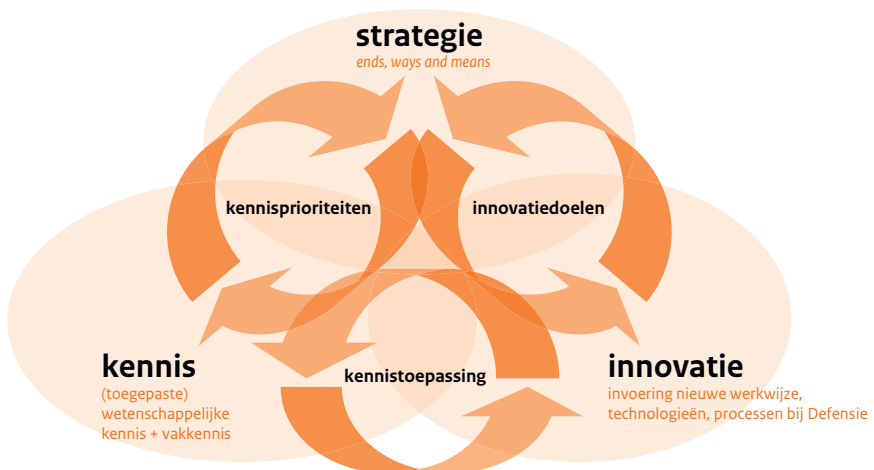 strategie
ends, ways and means
kennisprioriteiten
innovatiedoelen
kennistoepassing
kennis
(toegepaste)
wetenschappelijke
kennis + vakkennis
innovatie
invoering nieuwe werkwijze,
technologieën, processen bij Defensie